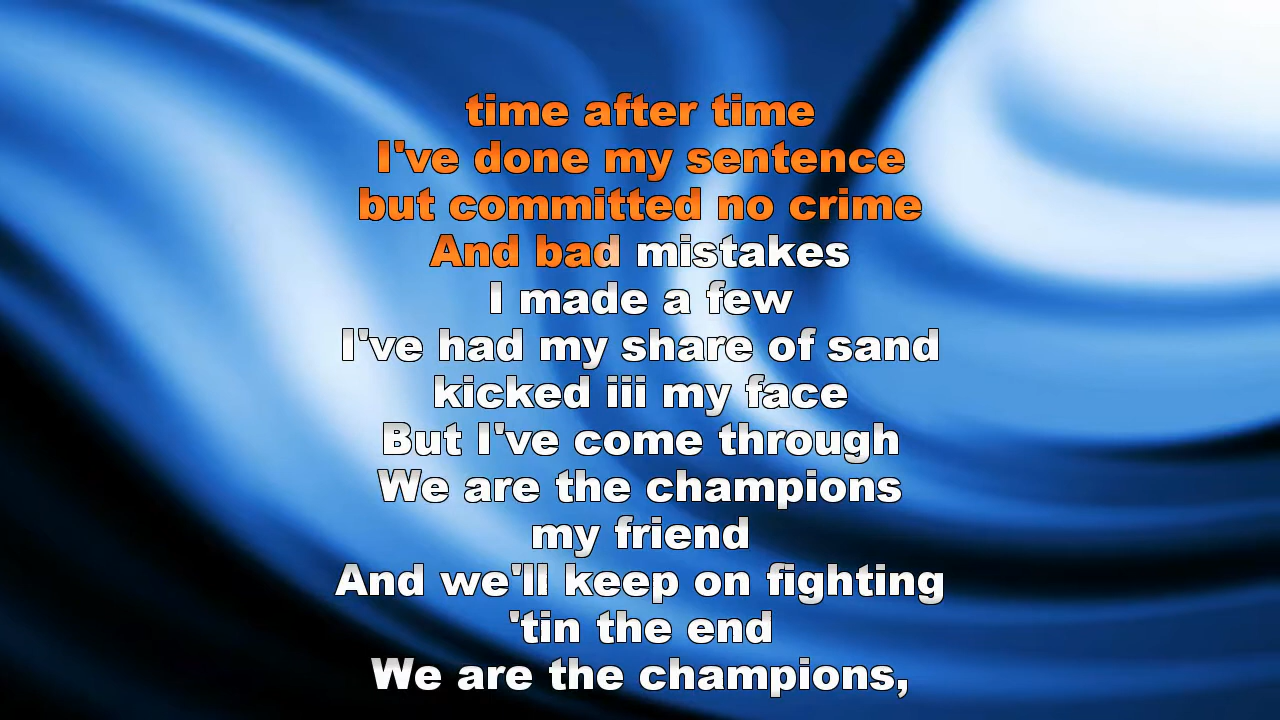 time after time
I've done my sentence
but committed no crime
And bad mistakes
I made a few
I've had my share of sand
kicked iii my face
But I've come through
We are the champions
my friend
And we'll keep on fighting
'tin the end
We are the champions,